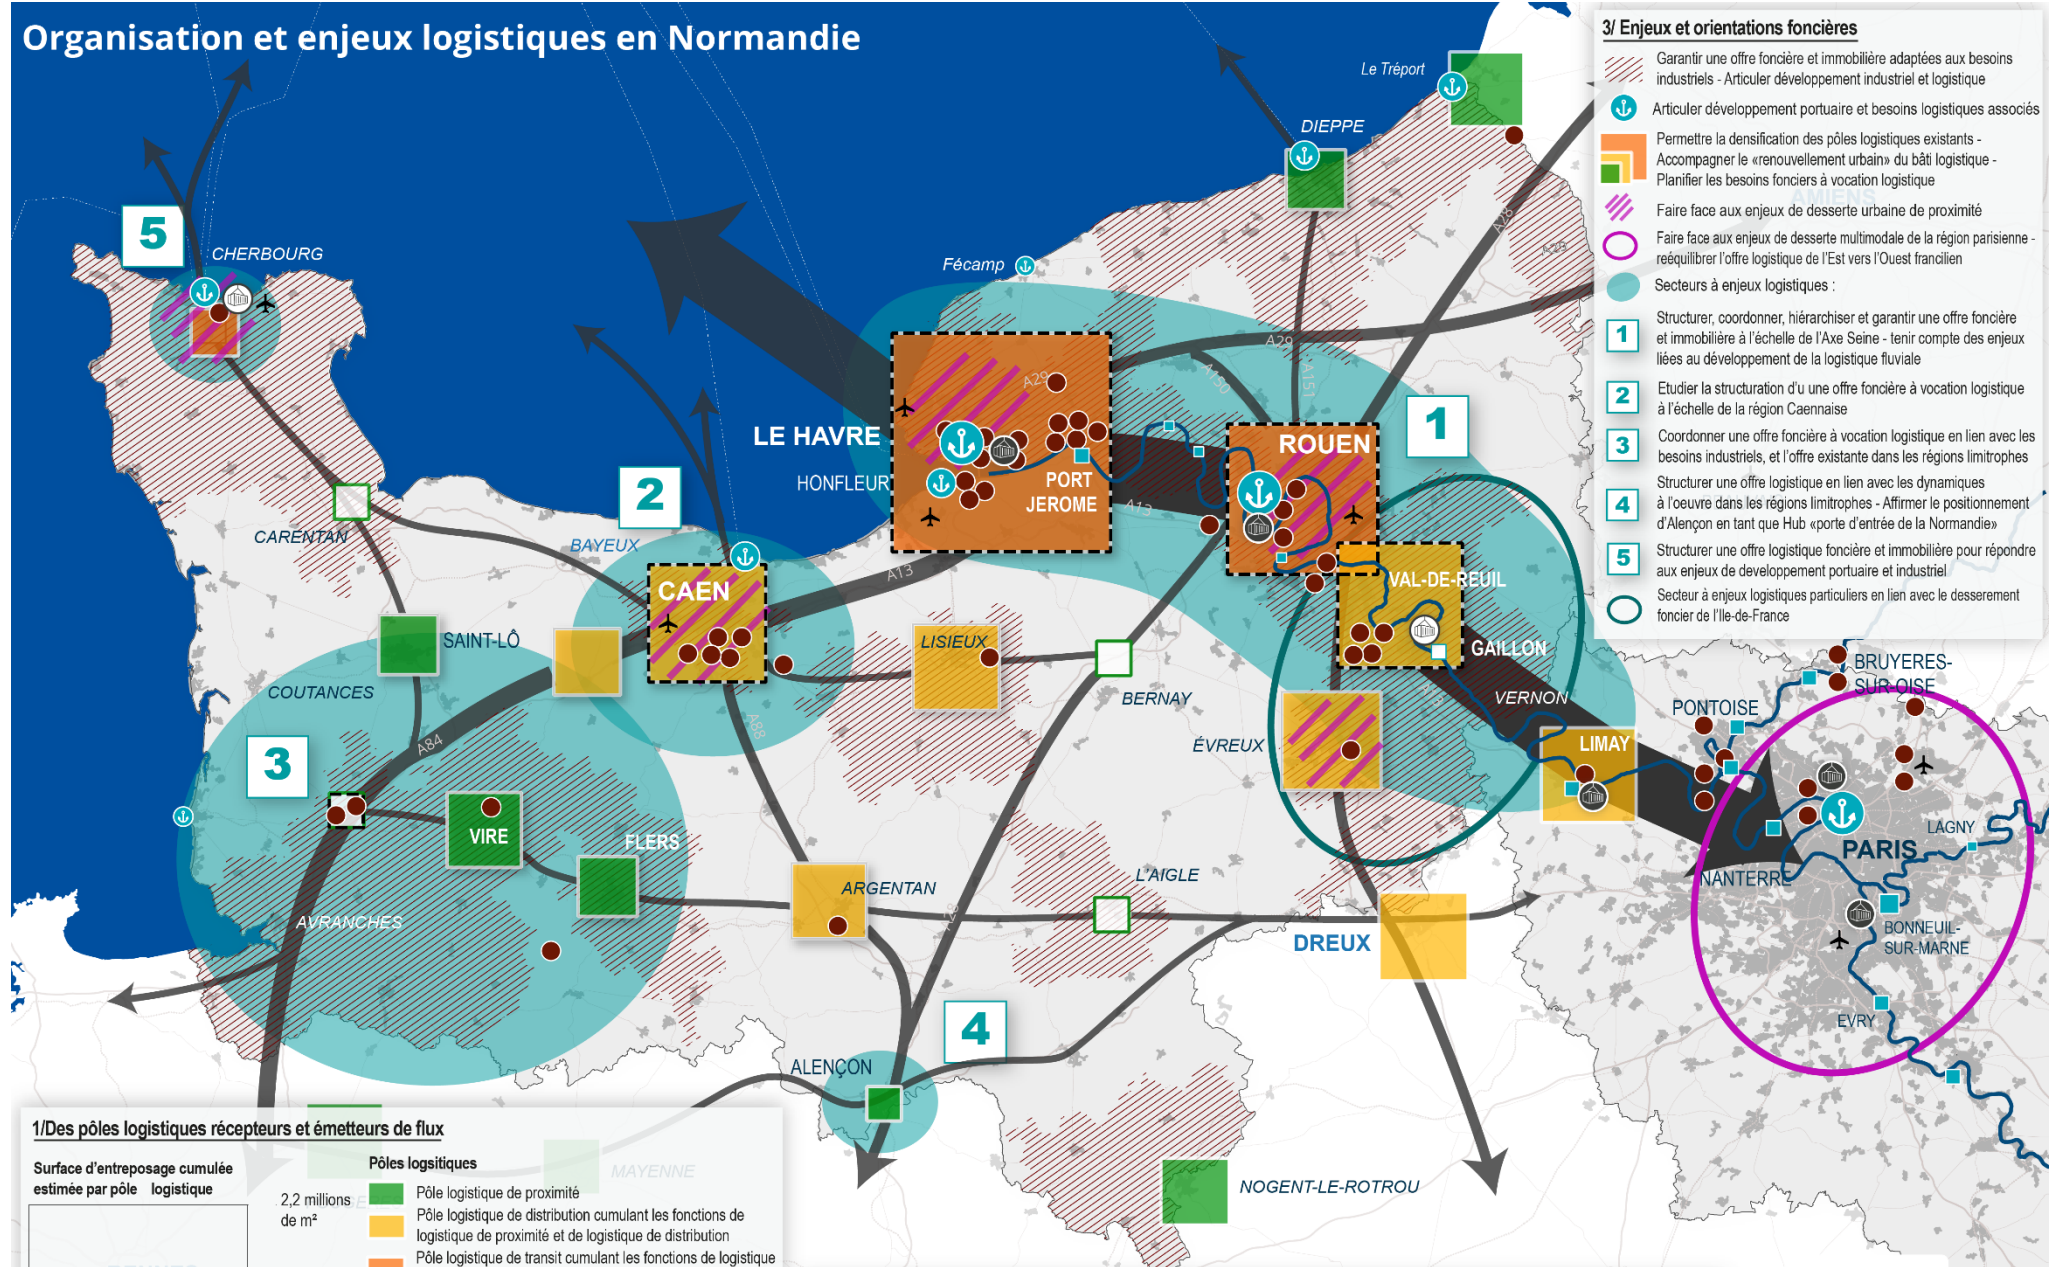 Organisation et enjeux logistiques en Normandie
3/ Enjeux et orientations foncières
Garantir une offre foncière et immobilière adaptées aux besoins
industriels - Articuler développement industriel et logistique
Articuler développement portuaire et besoins logistiques associés
Permettre la densification des pôles logistiques existants -
Accompagner le «renouvellement urbain» du bâti logistique -
Planifier les besoins fonciers à vocation logistique
AMIENS
Faire face aux enjeux de desserte urbaine de proximité
Faire face aux enjeux de desserte multimodale de la région parisienne -
reéquilibrer l'offre logistique de l'Est vers l'Ouest francilien
Secteurs à enjeux logistiques :
1
Structurer, coordonner, hiérarchiser et garantir une offre foncière
et immobilière à l'échelle de l'Axe Seine - tenir compte des enjeux
liées au développement de la logistique fluviale
2
Etudier la structuration d'u une offre foncière à vocation logistique
à l'échelle de la région Caennaise
3
Coordonner une offre foncière à vocation logistique en lien avec les
besoins industriels, et l'offre existante dans les régions limitrophes
4
Structurer une offre logistique en lien avec les dynamiques
à l'oeuvre dans les régions limitrophes - Affirmer le positionnement
d'Alençon en tant que Hub «porte d'entrée de la Normandie»
5
Structurer une offre logistique foncière et immobilière pour répondre
aux enjeux de developpement portuaire et industriel
Secteur à enjeux logistiques particuliers en lien avec le desserement
foncier de l'Ile-de-France
Le Tréport
DIEPPE
A28
A29
5
CHERBOURG
Fécamp
A29
A29
A150
A151
1
LE HAVRE
ROUEN
HONFLEUR
PORT
JEROME
A13
2
CARENTAN
BAYEUX
CAEN
A13
VAL-DE-REUIL
SAINT-LÔ
LISIEUX
GAILLON
COUTANCES
BERNAY
VERNON
A13
BRUYERES-
SUR-OISE
PONTOISE
A88
A84
3
ÉVREUX
LIMAY
VIRE
FLERS
LAGNY
PARIS
NANTERRE
L'AIGLE
ARGENTAN
AVRANCHES
A28
DREUX
BONNEUIL-
SUR-MARNE
4
EVRY
ALENÇON
NOGENT-LE-ROTROU
MAYENNE
1/Des pôles logistiques récepteurs et émetteurs de flux
Surface d'entreposage cumulée
estimée par pôle logistique
2,2 millions
de m²
Pôles logsitiques
Pôle logistique de proximité
Pôle logistique de distribution cumulant les fonctions de
logistique de proximité et de logistique de distribution
Pôle logistique de transit cumulant les fonctions de logistique